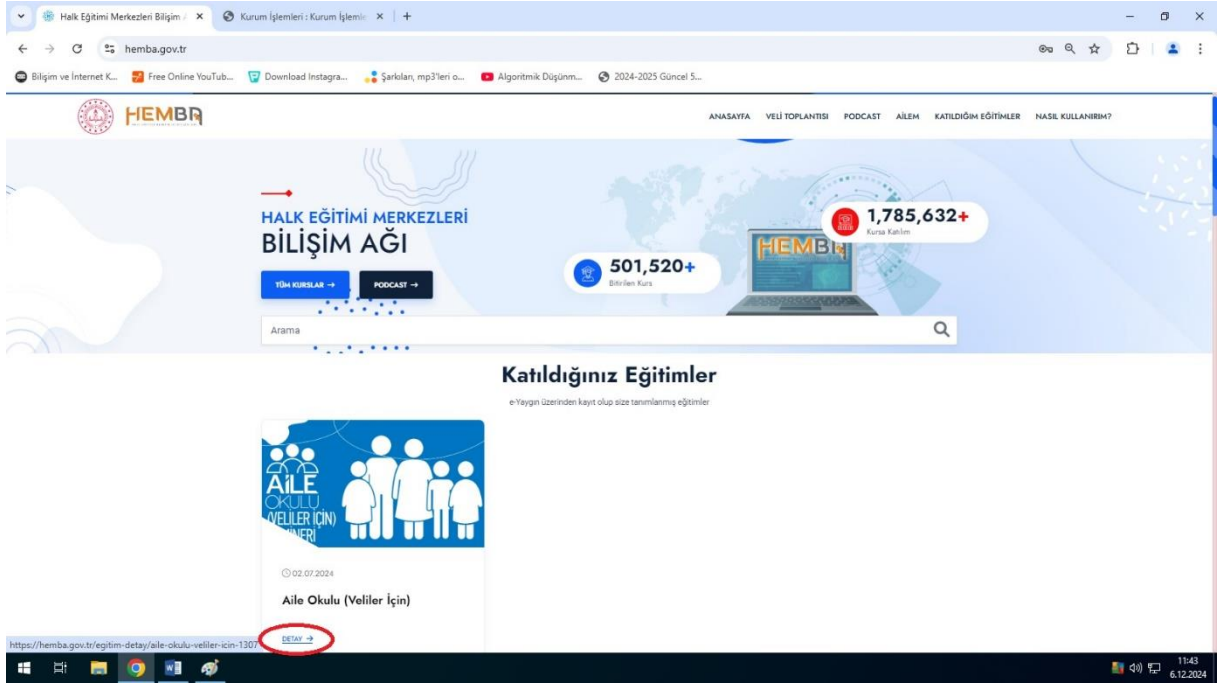 Halk Eğitimi Merkezleri Bilişim A
Kurum İşlemleri : Kurum İşlemle
hemba.gov.tr
Bilişim ve İnternet K...
Free Online YouTub...
Download Instagra...
Şarkıları, mp3'leri o...
Algoritmik Düşünm...
2024-2025 Güncel 5...
HEMBA
ANASAYFA VELİ TOPLANTISI PODCAST AİLEM KATILDIĞIM EĞİTİMLER NASIL KULLANIRIM?
HALK EĞİTİMİ MERKEZLERİ
BİLİŞİM AĞI
TÜM KURSLAR →
PODCAST →
HEMBA
1,785,632+
Kursa Katılım
501,520+
Bitirilen Kurs
Arama
Katıldığınız Eğitimler
e-Yaygın üzerinden kayıt olup size tanımlanmış eğitimler
AİLE
OKULU
(VELİLER İÇİN)
02.07.2024
Aile Okulu (Veliler İçin)
DETAY →
https://hemba.gov.tr/egitim-detay/aile-okulu-veliler-icin-1307
11:43
6.12.2024